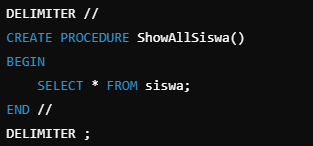 DELIMITER //
CREATE PROCEDURE ShowAllSiswa()
BEGIN
    SELECT * FROM siswa;
END //
DELIMITER ;